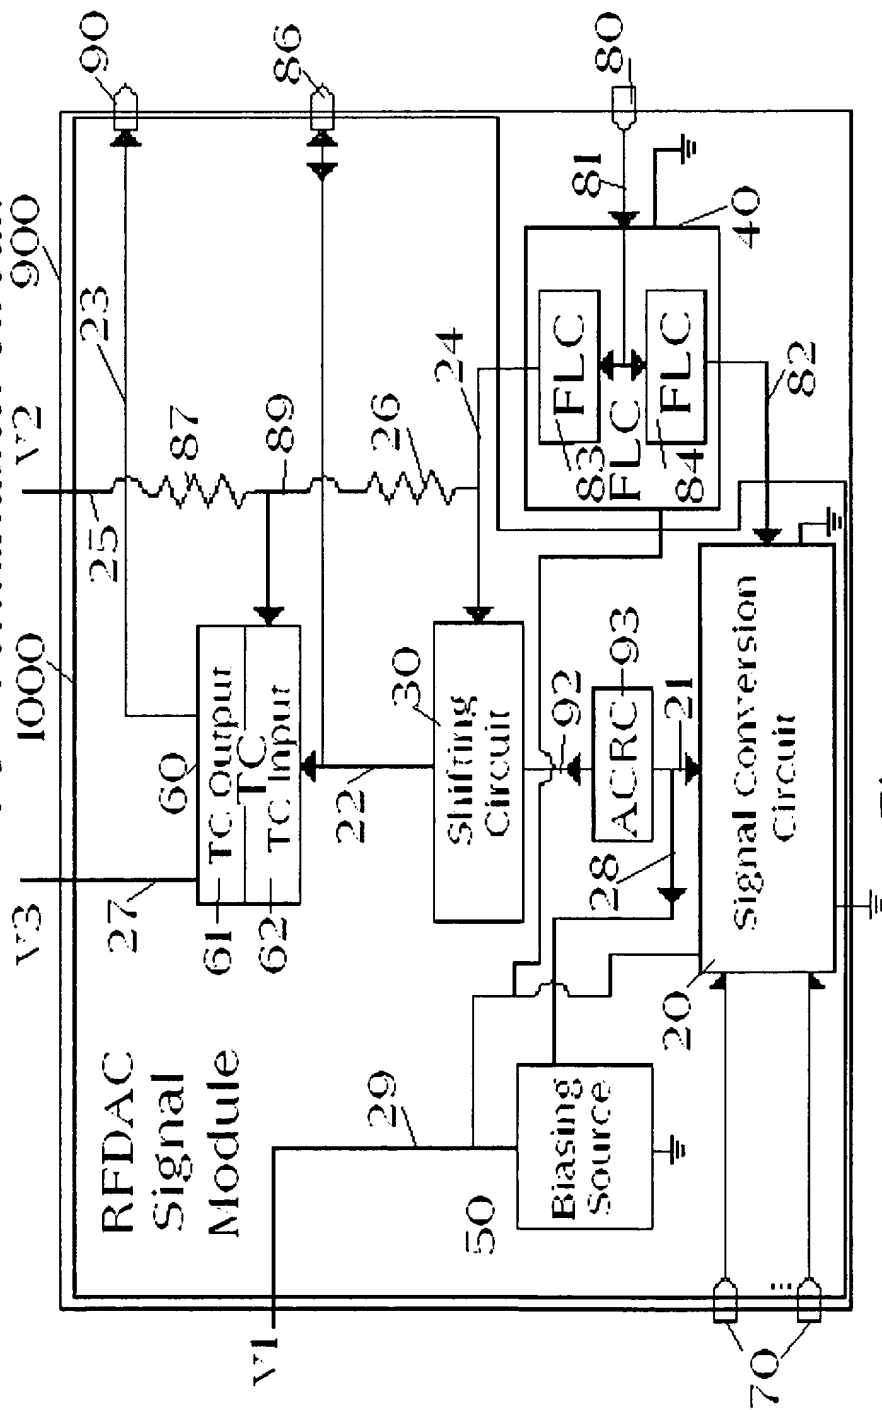 V3
1000
V2
900
RFDAC
Signal
Module
27
60
25
23
90
61
TC Output
TC
62
TC Input
87
89
86
V1
29
22
26
24
50
Biasing
Source
30
Shifting
Circuit
92
28
ACRC
93
21
83
FLC
FLC
84
FLC
81
80
40
82
20
Signal Conversion
Circuit
70